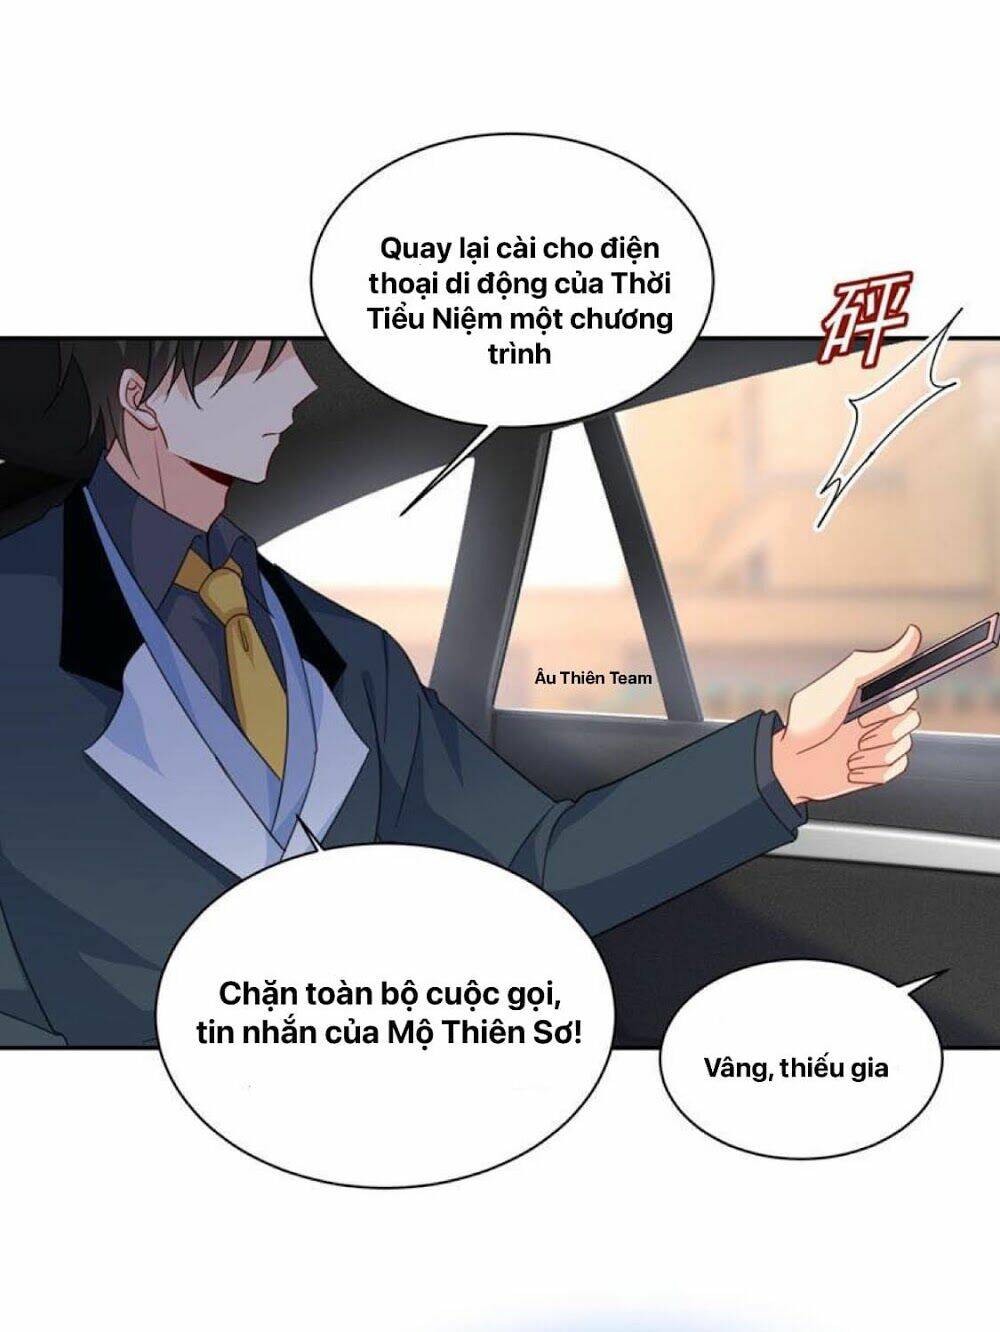 Quay lại cài cho điện
thoại di động của Thời
Tiểu Niệm một chương
trình
砰
Âu Thiên Team
Chặn toàn bộ cuộc gọi,
tin nhắn của Mộ Thiên Sơ!
Vâng, thiếu gia